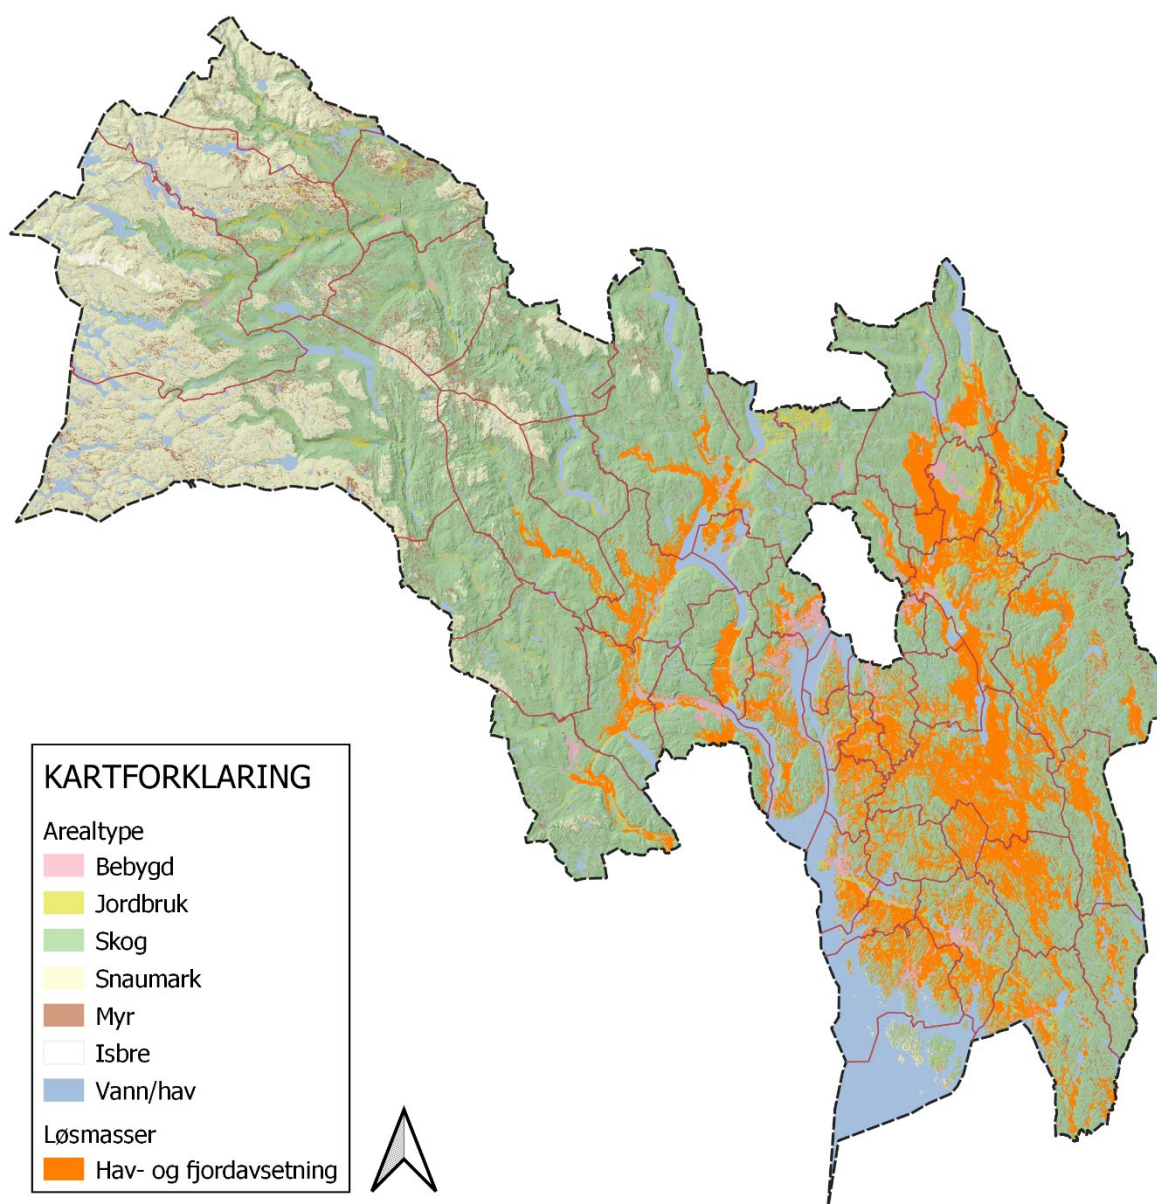 KARTFORKLARING
Arealtype
Bebygd
Jordbruk
Skog
Snaumark
Myr
Isbre
Vann/hav
Løsmasser
Hav- og fjordavsetning